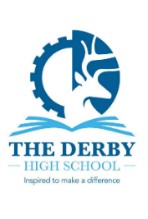 THE DERBY
HIGH SCHOOL
Inspired to make a difference